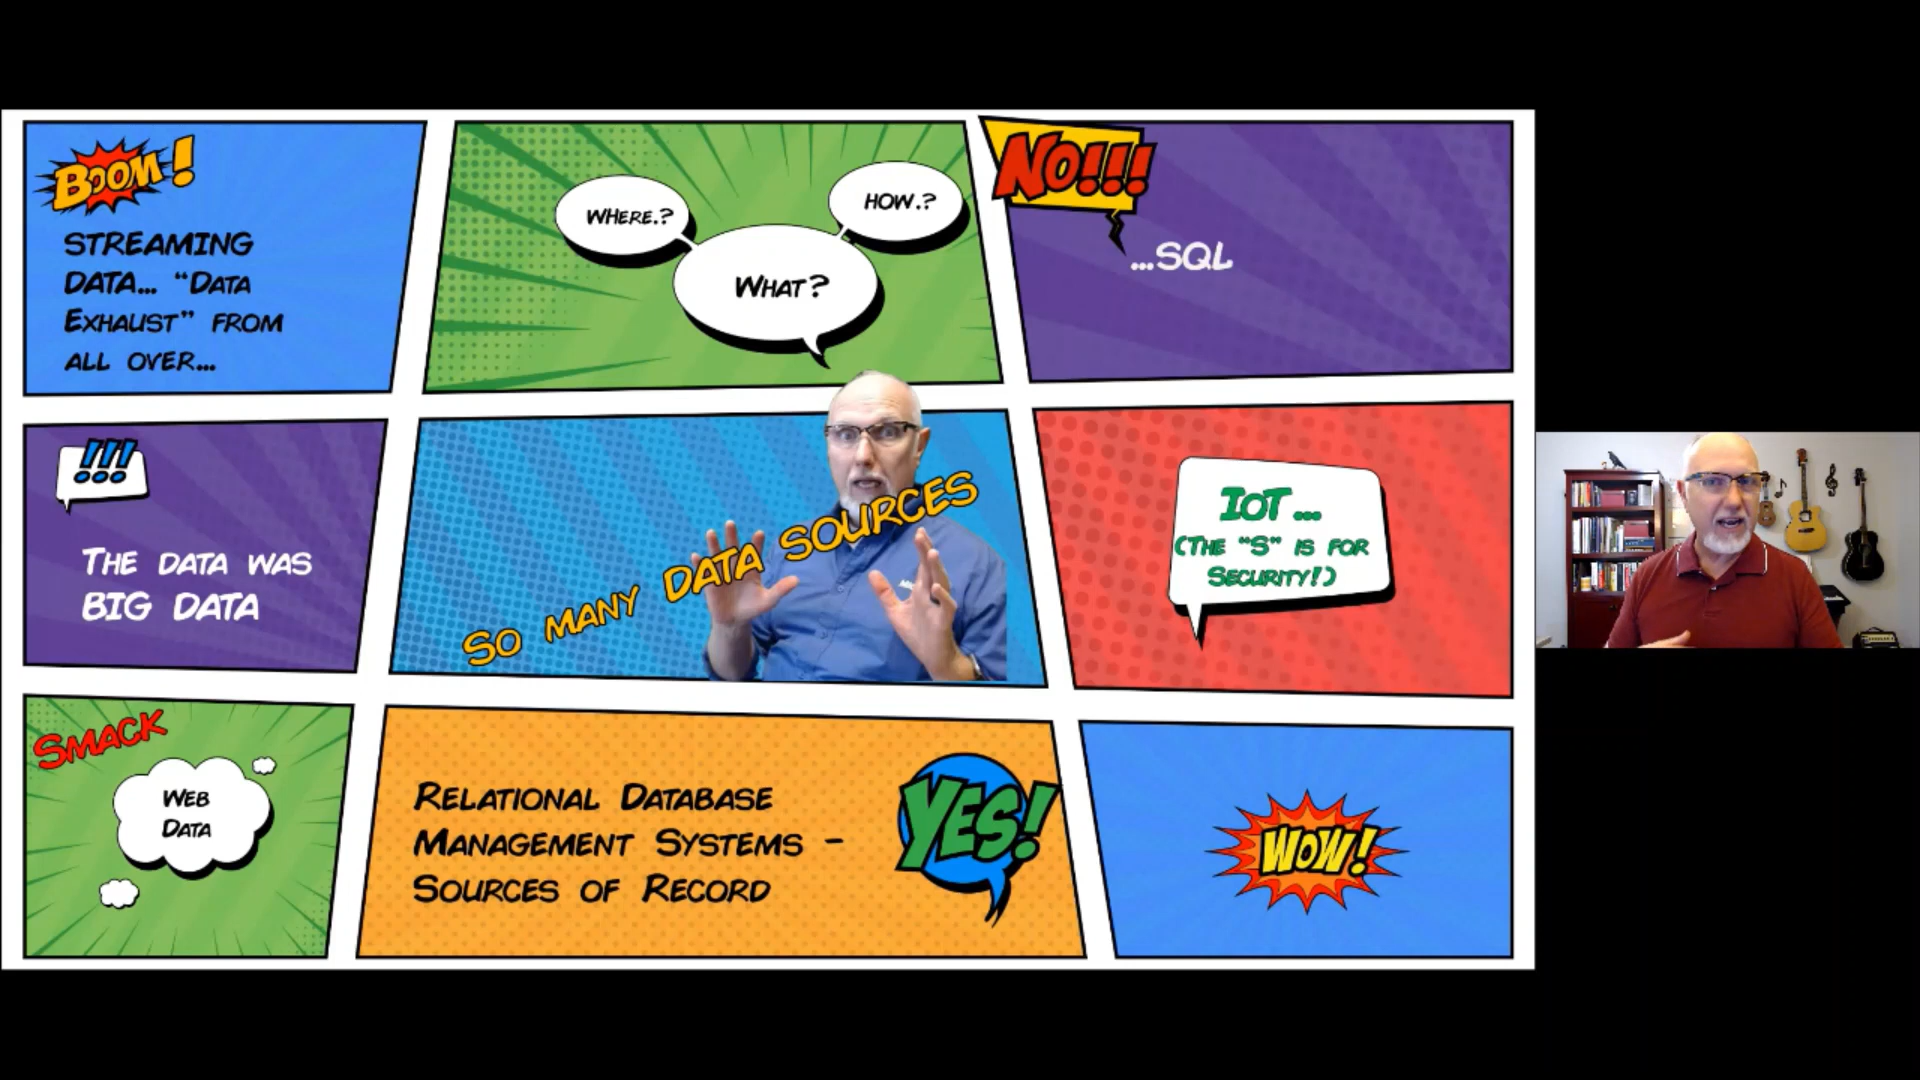 BOOM!
STREAMING
DATA... “DATA
EXHAUST” FROM
ALL OVER...
WHERE.?
HOW.?
WHAT?
NO!!!
...SQL
!!!
THE DATA WAS
BIG DATA
SO MANY DATA SOURCES
IOT...
(THE “S” IS FOR
SECURITY!)
SMACK
WEB
DATA
RELATIONAL DATABASE
MANAGEMENT SYSTEMS –
SOURCES OF RECORD
YES!
WOW!